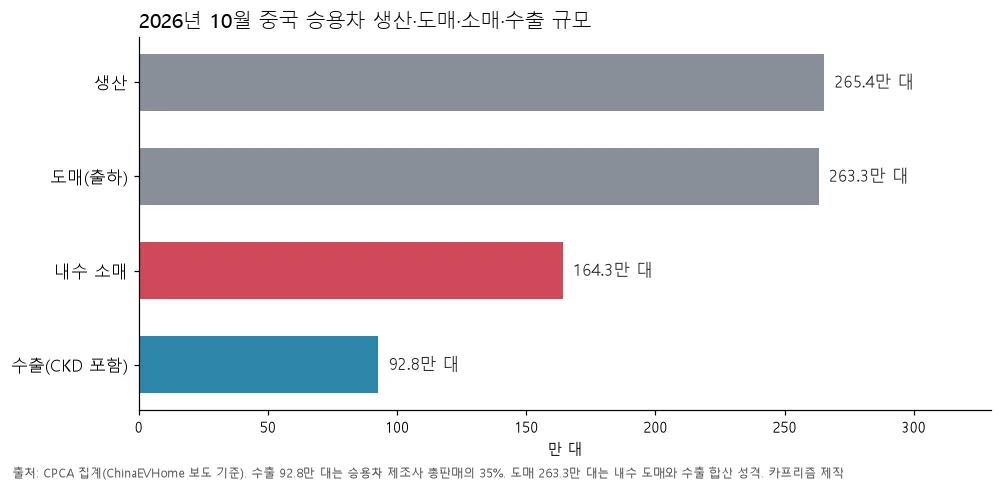 2026년 10월 중국 승용차 생산·도매·소매·수출 규모
생산
265.4만 대
도매(출하)
263.3만 대
내수 소매
164.3만 대
수출(CKD 포함)
92.8만 대
0 50 100 150 200 250 300
만 대
출처: CPCA 집계(ChinaEVHome 보도 기준). 수출 92.8만 대는 승용차 제조사 총판매의 35%. 도매 263.3만 대는 내수 도매와 수출 합산 성격. 카프리즘 제작